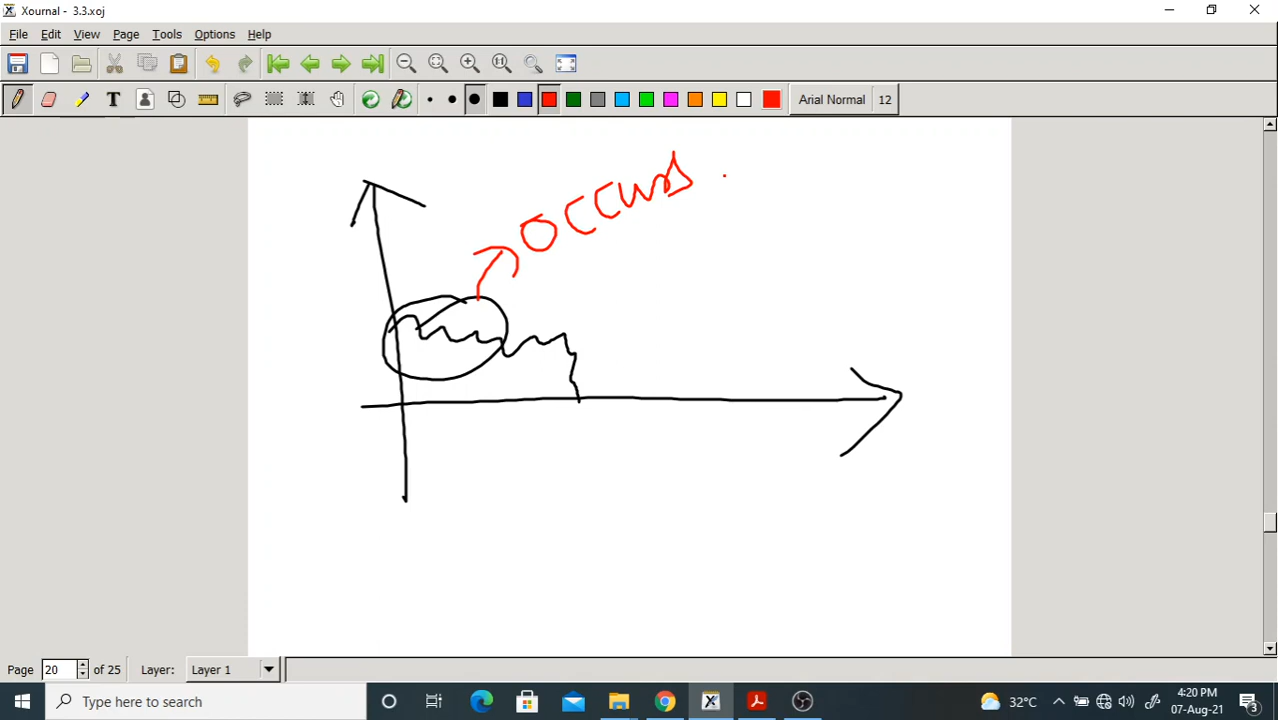 Xournal - 3.3.xoj
File Edit View Page Tools Options Help
Arial Normal 12
occurs
Page 20 of 25 Layer: Layer 1
Type here to search
32°C
4:20 PM
07-Aug-21
3